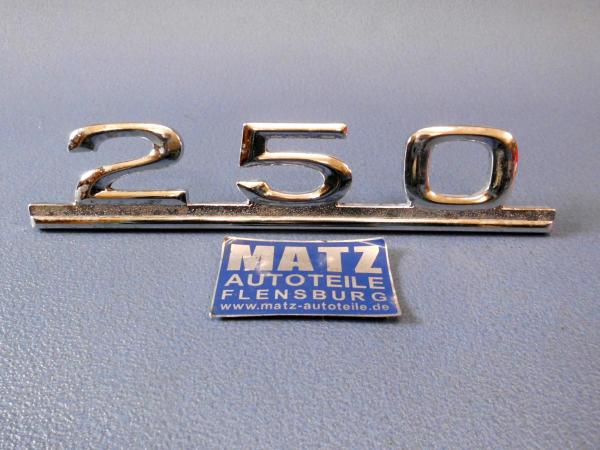 250
MATZ
AUTOTEILE
FLENSBURG
www.matz-autoteile.de